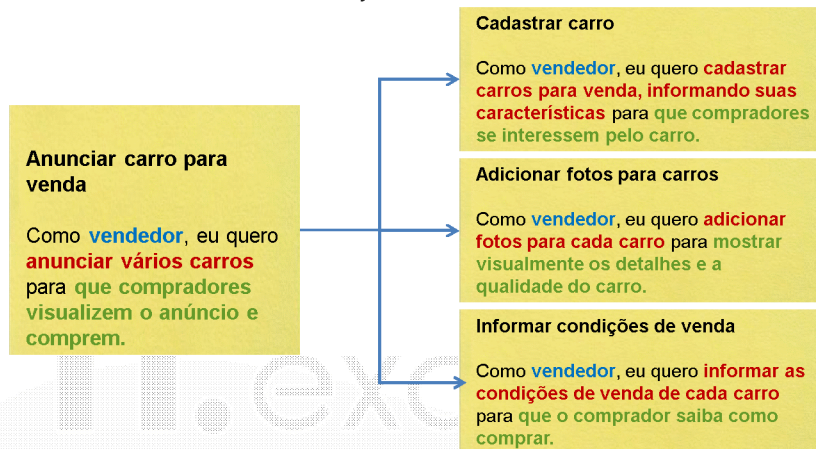 Anunciar carro para
venda
Como vendedor, eu quero
anunciar vários carros
para que compradores
visualizem o anúncio e
comprem.
Cadastrar carro
Como vendedor, eu quero cadastrar
carros para venda, informando suas
características para que compradores
se interessem pelo carro.
Adicionar fotos para carros
Como vendedor, eu quero adicionar
fotos para cada carro para mostrar
visualmente os detalhes e a
qualidade do carro.
Informar condições de venda
Como vendedor, eu quero informar as
condições de venda de cada carro
para que o comprador saiba como
comprar.